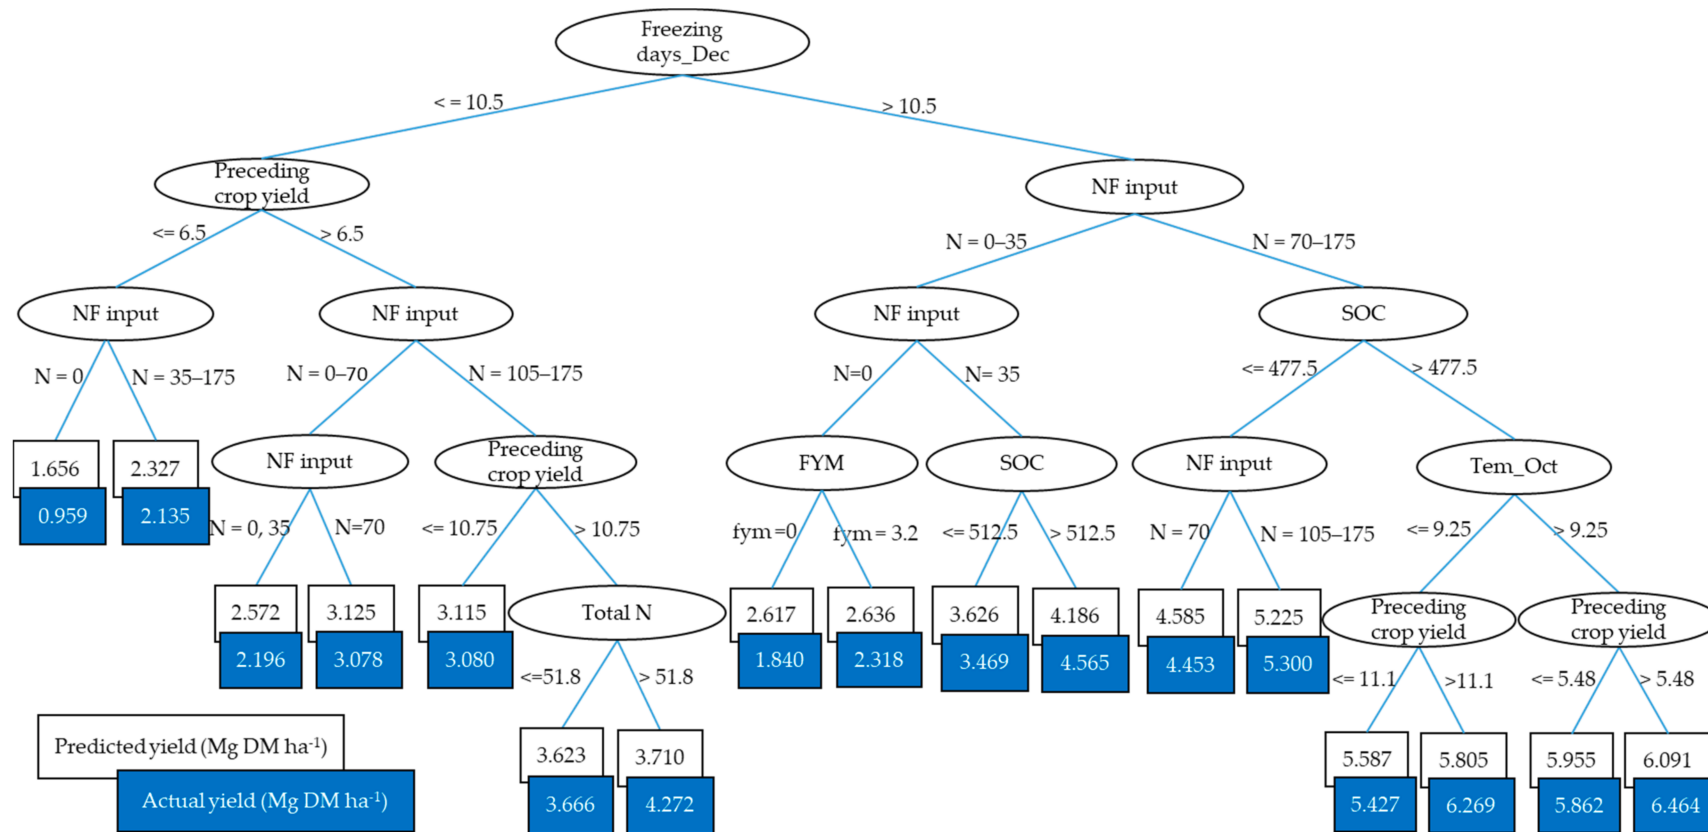 Freezing
days_Dec
< = 10.5
> 10.5
Preceding
crop yield
NF input
<= 6.5
> 6.5
N = 0–35
N = 70–175
NF input
NF input
NF input
SOC
N = 0
N = 35–175
N = 0–70
N = 105–175
N=0
N= 35
<= 477.5
> 477.5
1.656
0.959
2.327
2.135
NF input
Preceding
crop yield
FYM
SOC
NF input
Tem_Oct
N = 0, 35
N=70
<= 10.75
> 10.75
fym =0
fym = 3.2
<= 512.5
> 512.5
N = 70
N = 105–175
<= 9.25
> 9.25
2.572
2.196
3.125
3.078
3.115
3.080
Total N
2.617
1.840
2.636
2.318
3.626
3.469
4.186
4.565
4.585
4.453
5.225
5.300
Preceding
crop yield
Preceding
crop yield
<=51.8
> 51.8
<= 11.1
>11.1
<= 5.48
> 5.48
3.623
3.666
3.710
4.272
5.587
5.427
5.805
6.269
5.955
5.862
6.091
6.464
Predicted yield (Mg DM ha⁻¹)
Actual yield (Mg DM ha⁻¹)